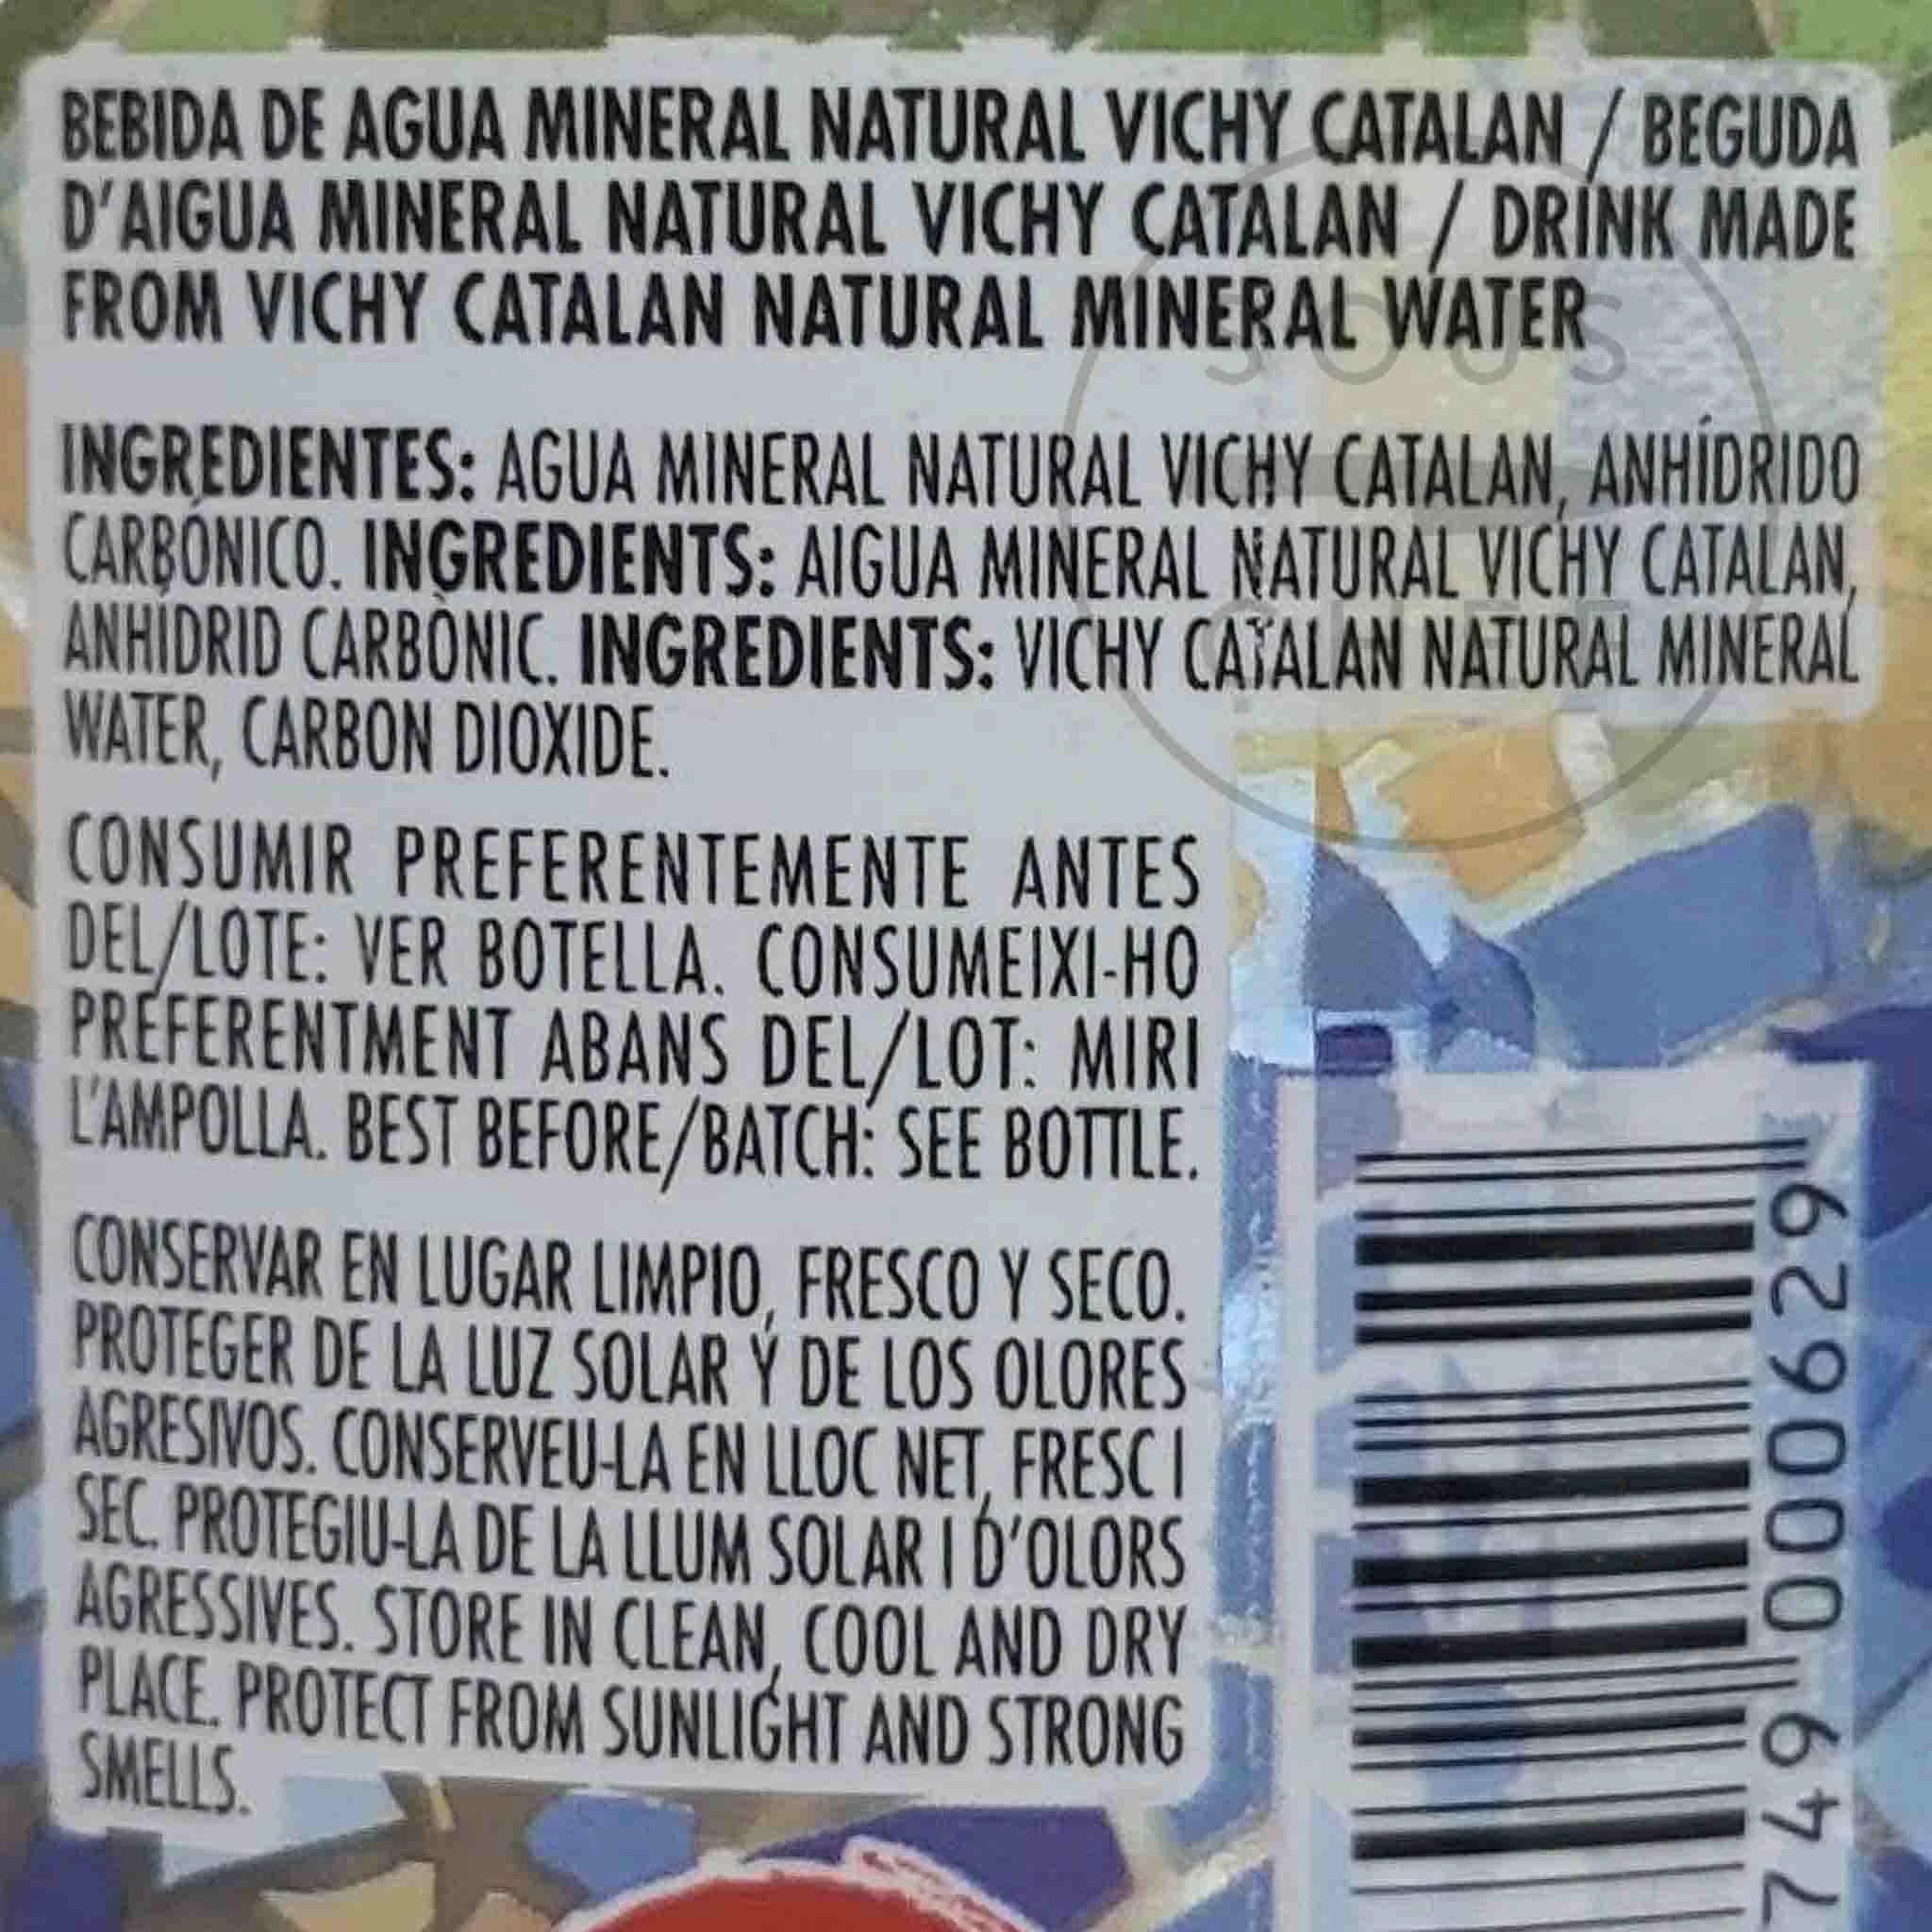 BEBIDA DE AGUA MINERAL NATURAL VICHY CATALAN / BEGUDA
D'AIGUA MINERAL NATURAL VICHY CATALAN / DRINK MADE
FROM VICHY CATALAN NATURAL MINERAL WATER
SOUS
INGREDIENTES: AGUA MINERAL NATURAL VICHY CATALAN, ANHÍDRIDO
CARBÓNICO. INGREDIENTS: AIGUA MINERAL NATURAL VICHY CATALAN,
ANHÍDRID CARBÒNIC. INGREDIENTS: VICHY CATALAN NATURAL MINERAL
WATER, CARBON DIOXIDE.
CONSUMIR PREFERENTEMENTE ANTES
DEL/LOTE: VER BOTELLA. CONSUMEIXI-HO
PREFERENTMENT ABANS DEL/LOT: MIRI
L'AMPOLLA. BEST BEFORE/BATCH: SEE BOTTLE.
CONSERVAR EN LUGAR LIMPIO, FRESCO Y SECO.
PROTEGER DE LA LUZ SOLAR Y DE LOS OLORES
AGRESIVOS. CONSERVEU-LA EN LLOC NET, FRESC I
SEC. PROTEGIU-LA DE LA LLUM SOLAR I D'OLORS
AGRESSIVES. STORE IN CLEAN, COOL AND DRY
PLACE. PROTECT FROM SUNLIGHT AND STRONG
SMELLS.
749 000629